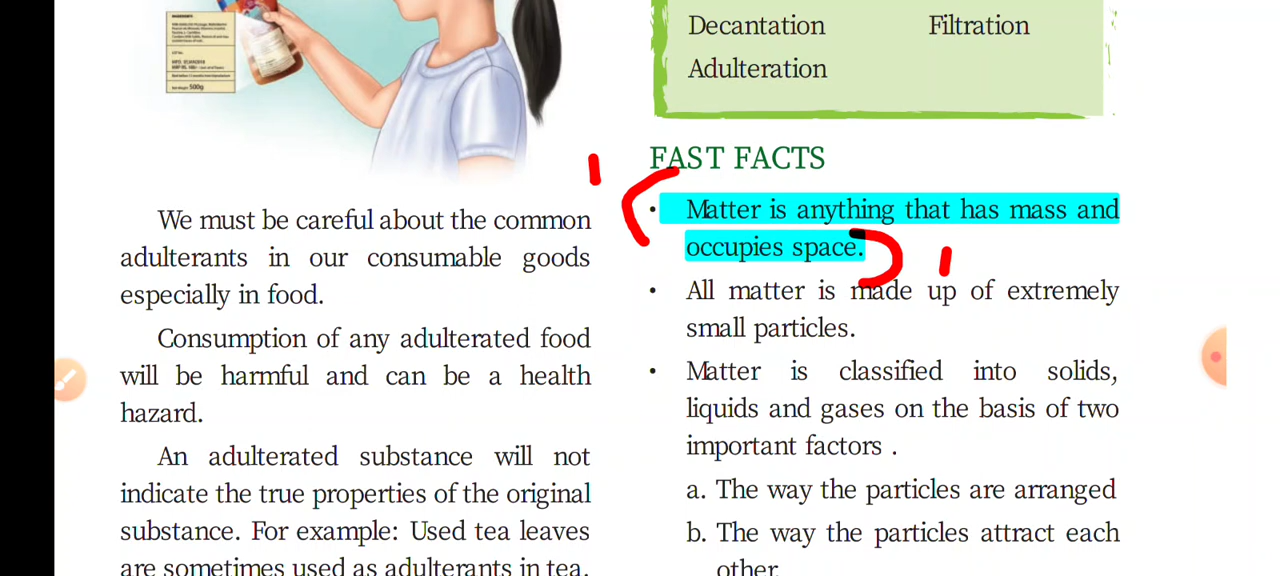 INGREDIENTS
500g
We must be careful about the common
adulterants in our consumable goods
especially in food.
Consumption of any adulterated food
will be harmful and can be a health
hazard.
An adulterated substance will not
indicate the true properties of the original
substance. For example: Used tea leaves
are sometimes used as adulterants in tea.
Decantation Filtration
Adulteration
FAST FACTS
• Matter is anything that has mass and
occupies space.
• All matter is made up of extremely
small particles.
• Matter is classified into solids,
liquids and gases on the basis of two
important factors .
a. The way the particles are arranged
b. The way the particles attract each
other.